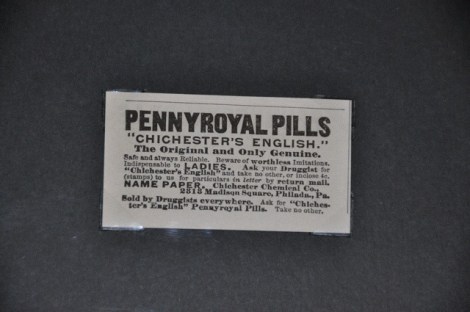 PENNYROYAL PILLS
"CHICHESTER'S ENGLISH."
The Original and Only Genuine.
Safe and always Reliable. Beware of worthless Imitations.
Indispensable to LADIES. Ask your Druggist for
"Chichester's English" and take no other, or inclose 4c.
(stamps) to us for particulars in letter by return mail.
NAME PAPER. Chichester Chemical Co.,
2313 Madison Square, Philada., Pa.
Sold by Druggists everywhere. Ask for "Chiches-
ter's English" Pennyroyal Pills. Take no other.